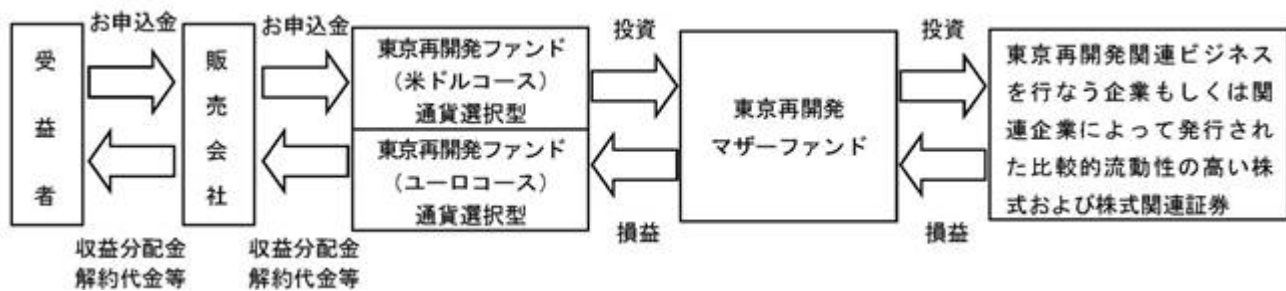 お申込金
お申込金
投資
投資
受益者
販売会社
東京再開発ファンド
（米ドルコース）
通貨選択型
東京再開発ファンド
（ユーロコース）
通貨選択型
東京再開発
マザーファンド
東京再開発関連ビジネス
を行なう企業もしくは関
連企業によって発行され
た比較的流動性の高い株
式および株式関連証券
収益分配金
解約代金等
収益分配金
解約代金等
損益
損益